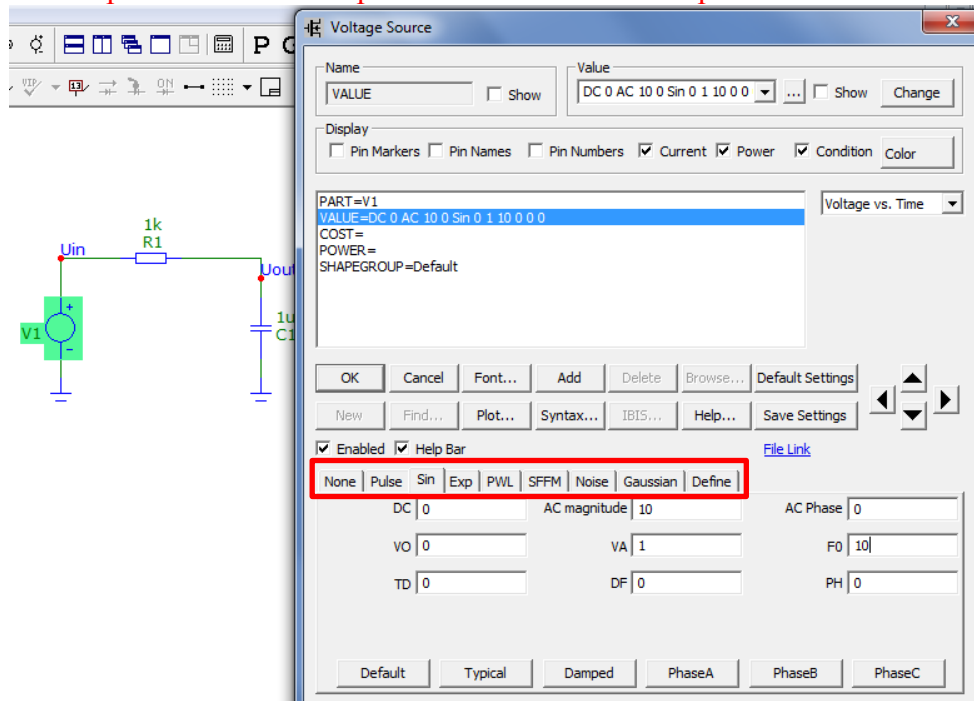 Voltage Source
X
P
VIP
13
ON
Name
VALUE
Show
Value
DC 0 AC 10 0 Sin 0 1 10 0 0
...
Show
Change
Display
Pin Markers
Pin Names
Pin Numbers
Current
Power
Condition
Color
PART=V1
VALUE=DC 0 AC 10 0 Sin 0 1 10 0 0 0
COST=
POWER=
SHAPEGROUP=Default
Voltage vs. Time
1k
R1
Uin
Uout
V1
+
-
1u
C1
OK
Cancel
Font...
Add
Delete
Browse...
Default Settings
New
Find...
Plot...
Syntax...
IBIS...
Help...
Save Settings
Enabled
Help Bar
File Link
None
Pulse
Sin
Exp
PWL
SFFM
Noise
Gaussian
Define
DC 0
AC magnitude 10
AC Phase 0
VO 0
VA 1
F0 10
TD 0
DF 0
PH 0
Default
Typical
Damped
PhaseA
PhaseB
PhaseC